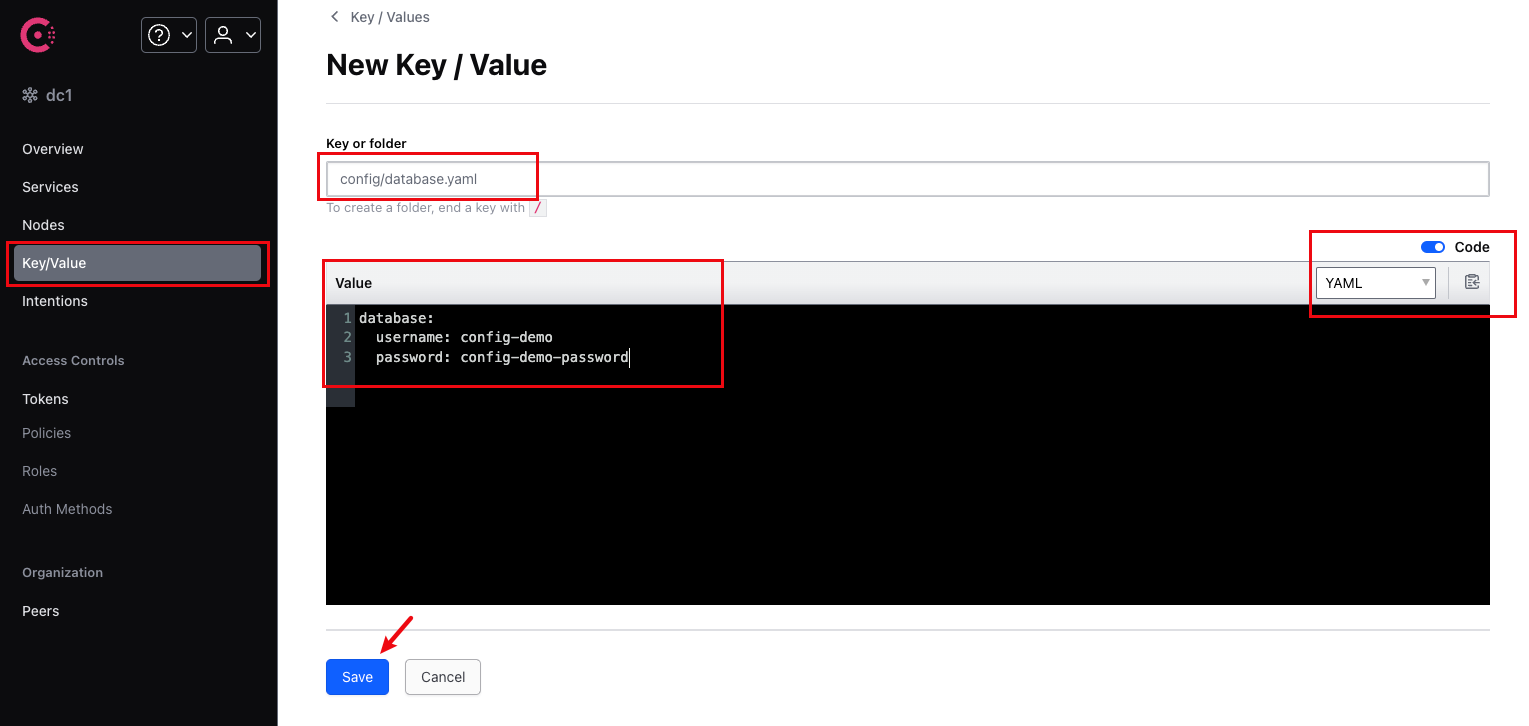 dc1
Overview
Services
Nodes
Key/Value
Intentions
Access Controls
Tokens
Policies
Roles
Auth Methods
Organization
Peers
Key / Values
New Key / Value
Key or folder
config/database.yaml
To create a folder, end a key with /
Code
Value
YAML
1 database:
2   username: config-demo
3   password: config-demo-password
Save
Cancel